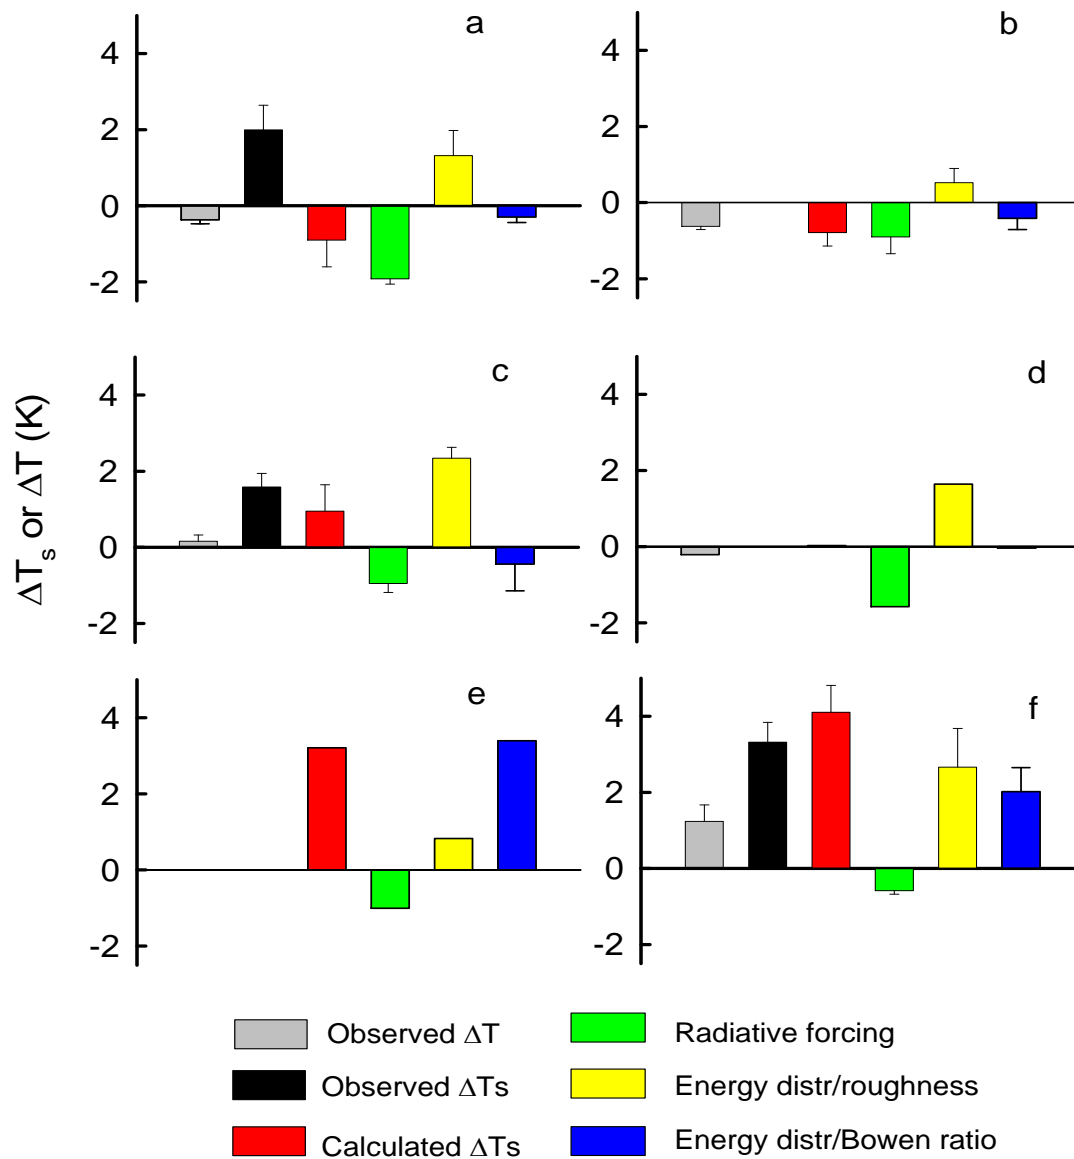 a
b
4
2
0
-2
4
2
0
-2
c
d
4
2
0
-2
4
2
0
-2
ΔTs or ΔT (K)
e
f
4
2
0
-2
4
2
0
-2
Observed ΔT
Radiative forcing
Observed ΔTs
Energy distr/roughness
Calculated ΔTs
Energy distr/Bowen ratio